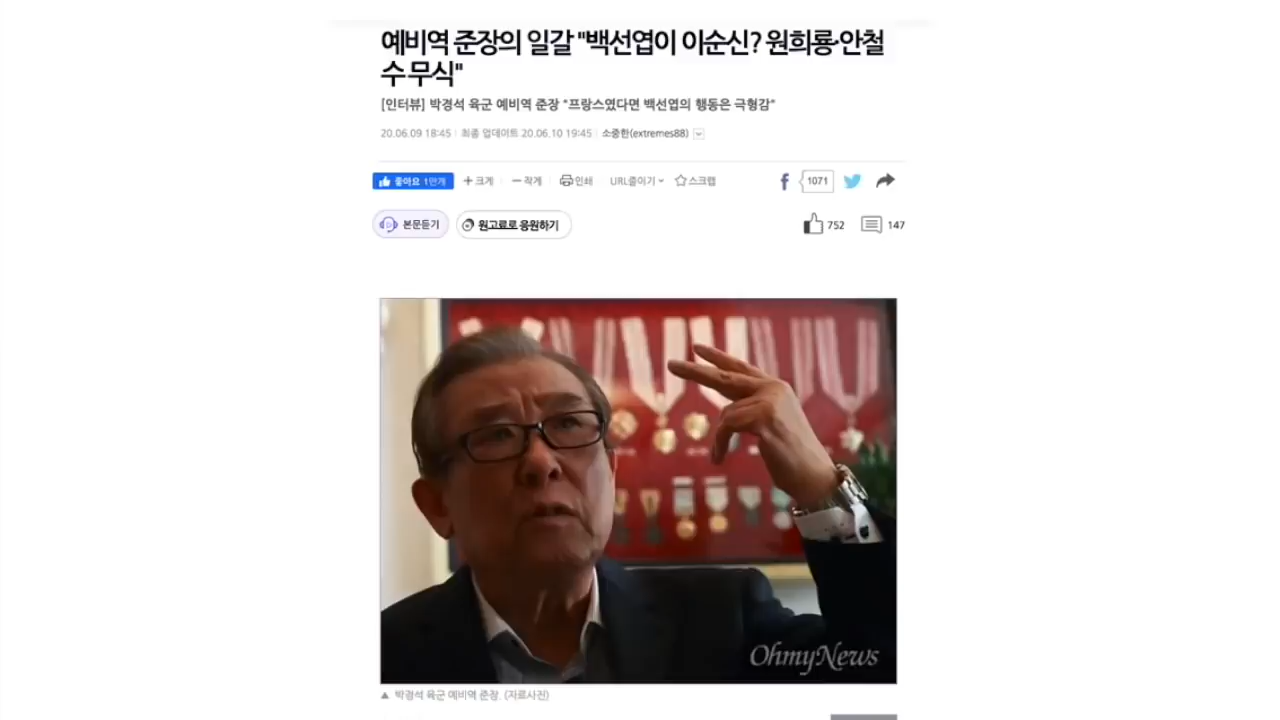 예비역 준장의 일갈 "백선엽이 이순신? 원희룡·안철
수 무식"
[인터뷰] 박경석 육군 예비역 준장 "프랑스였다면 백선엽의 행동은 극형감"
20.06.09 18:45 | 최종 업데이트 20.06.10 19:45 | 소중한(extremes88)
좋아요 1만개 +크게 −작게 인쇄 URL줄이기 스크랩 1071
본문듣기 원고료로 응원하기 752 147
OhmyNews
▲ 박경석 육군 예비역 준장. (자료사진)